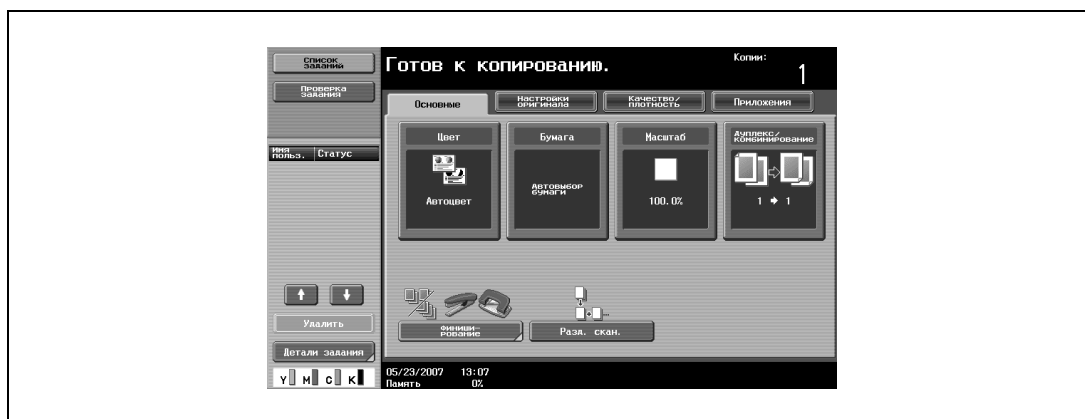 Список
заданий
Проверка
задания
Имя
польз.
Статус
Удалить
Детали задания
Y M C K
Готов к копированию.
Копии:
1
Основные
Настройки
оригинала
Качество/
плотность
Приложения
Цвет
Автоцвет
Бумага
Автовыбор
бумаги
Масштаб
100.0%
Дуплекс/
комбинирование
1 ➔ 1
Финиши-
рование
Разд. скан.
05/23/2007 13:07
Память 0%